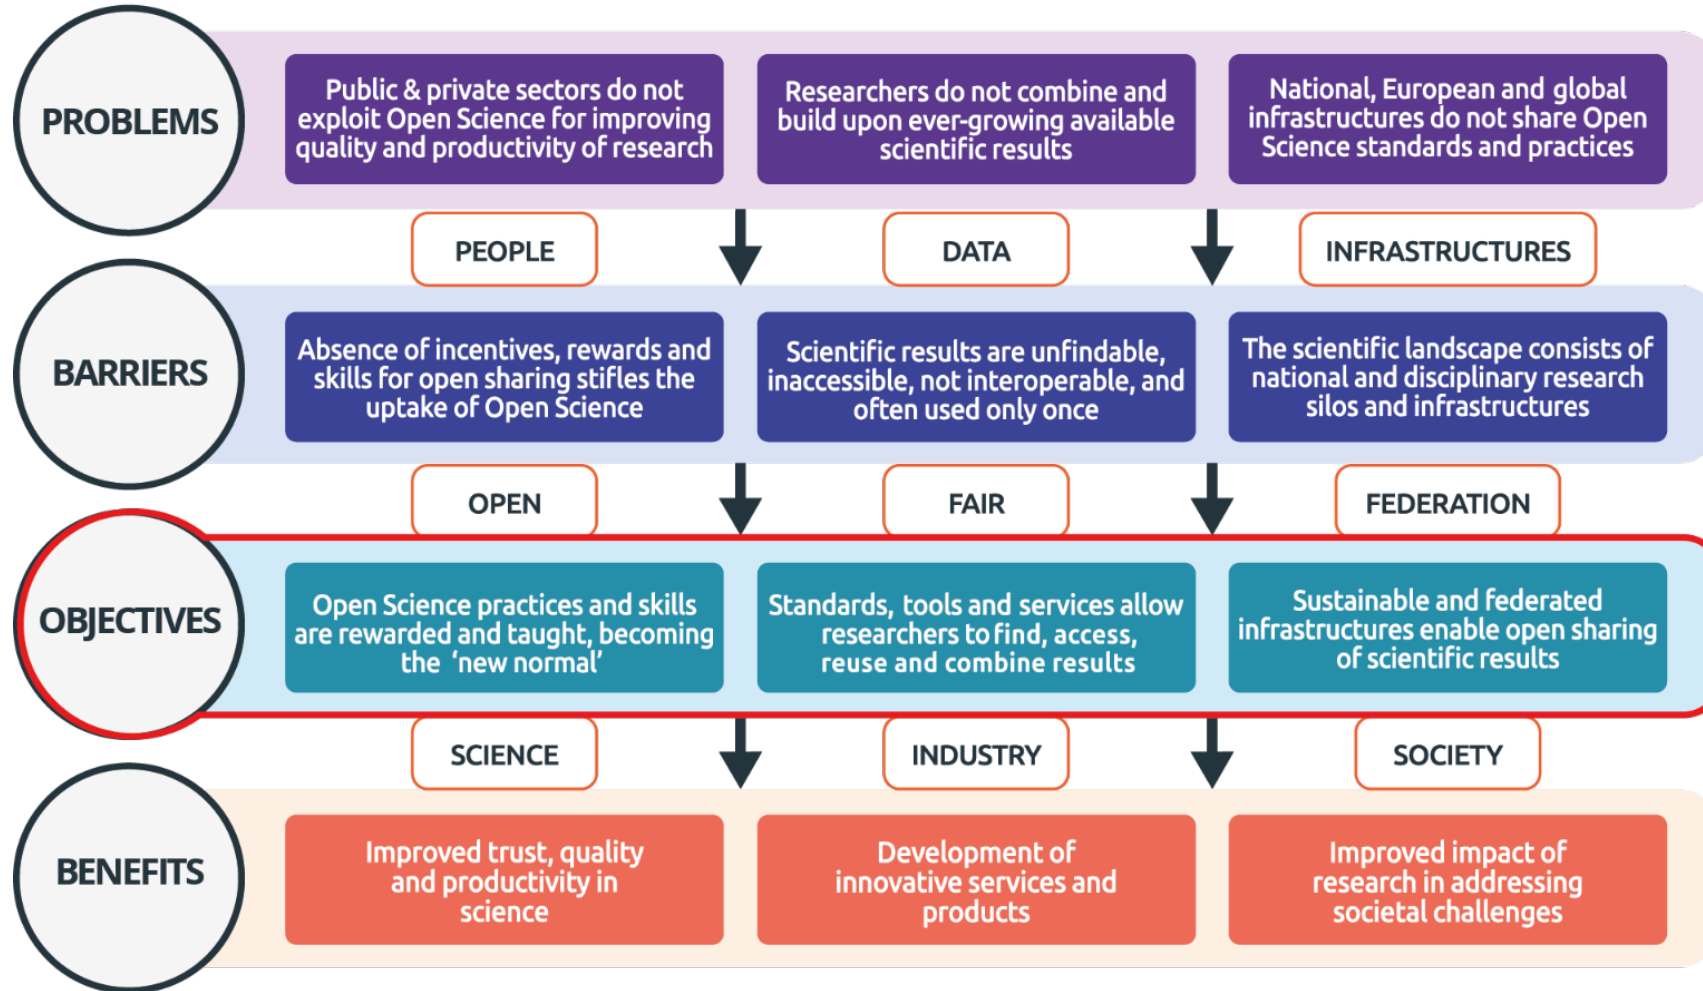 PROBLEMS
Public & private sectors do not
exploit Open Science for improving
quality and productivity of research
Researchers do not combine and
build upon ever-growing available
scientific results
National, European and global
infrastructures do not share Open
Science standards and practices
PEOPLE
DATA
INFRASTRUCTURES
BARRIERS
Absence of incentives, rewards and
skills for open sharing stifles the
uptake of Open Science
Scientific results are unfindable,
inaccessible, not interoperable, and
often used only once
The scientific landscape consists of
national and disciplinary research
silos and infrastructures
OPEN
FAIR
FEDERATION
OBJECTIVES
Open Science practices and skills
are rewarded and taught, becoming
the ‘new normal’
Standards, tools and services allow
researchers to find, access,
reuse and combine results
Sustainable and federated
infrastructures enable open sharing
of scientific results
SCIENCE
INDUSTRY
SOCIETY
BENEFITS
Improved trust, quality
and productivity in
science
Development of
innovative services and
products
Improved impact of
research in addressing
societal challenges